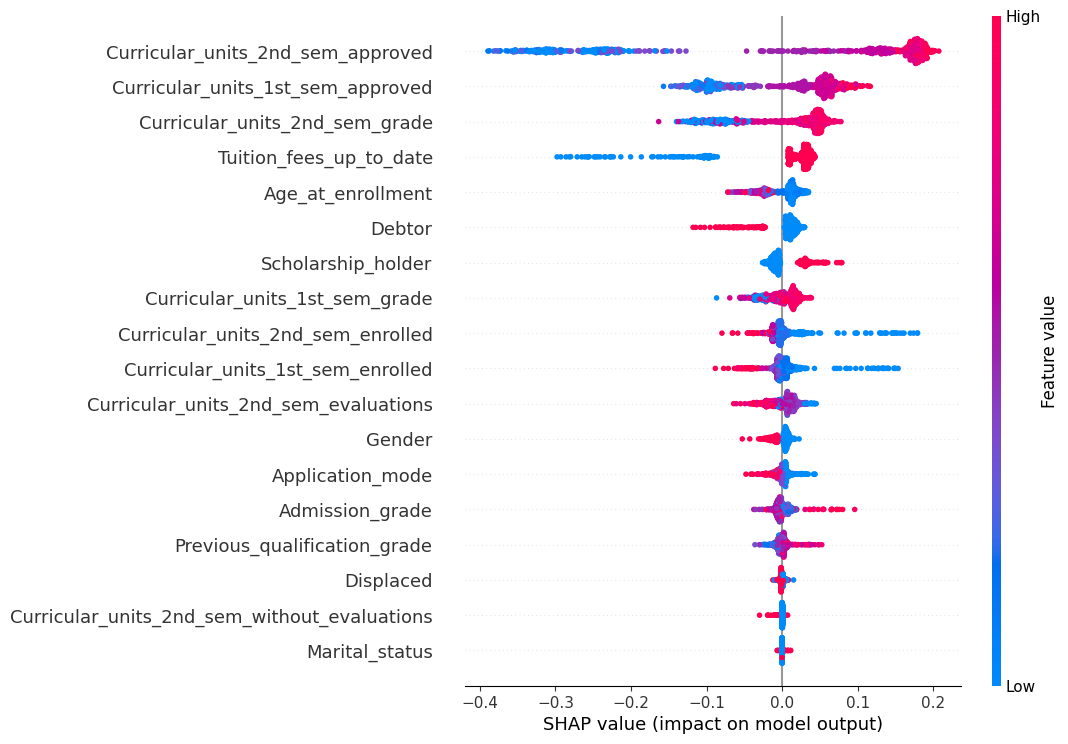 High
Curricular_units_2nd_sem_approved
Curricular_units_1st_sem_approved
Curricular_units_2nd_sem_grade
Tuition_fees_up_to_date
Age_at_enrollment
Debtor
Scholarship_holder
Curricular_units_1st_sem_grade
Curricular_units_2nd_sem_enrolled
Curricular_units_1st_sem_enrolled
Curricular_units_2nd_sem_evaluations
Gender
Application_mode
Admission_grade
Previous_qualification_grade
Displaced
Curricular_units_2nd_sem_without_evaluations
Marital_status
Feature value
Low
−0.4 −0.3 −0.2 −0.1 0.0 0.1 0.2
SHAP value (impact on model output)